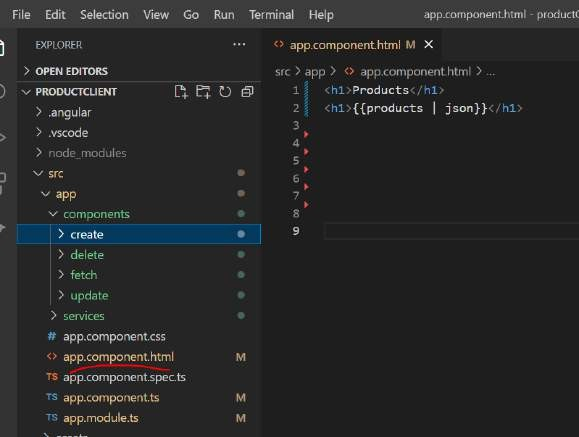 File Edit Selection View Go Run Terminal Help app.component.html - productC
EXPLORER
OPEN EDITORS
PRODUCTCLIENT
.angular
.vscode
node_modules
src
app
components
create
delete
fetch
update
services
# app.component.css
<> app.component.html M
TS app.component.spec.ts
TS app.component.ts M
TS app.module.ts M
<> app.component.html M
src > app > <> app.component.html > ...
1 <h1>Products</h1>
2 <h1>{{products | json}}</h1>
3
4
5
6
7
8
9